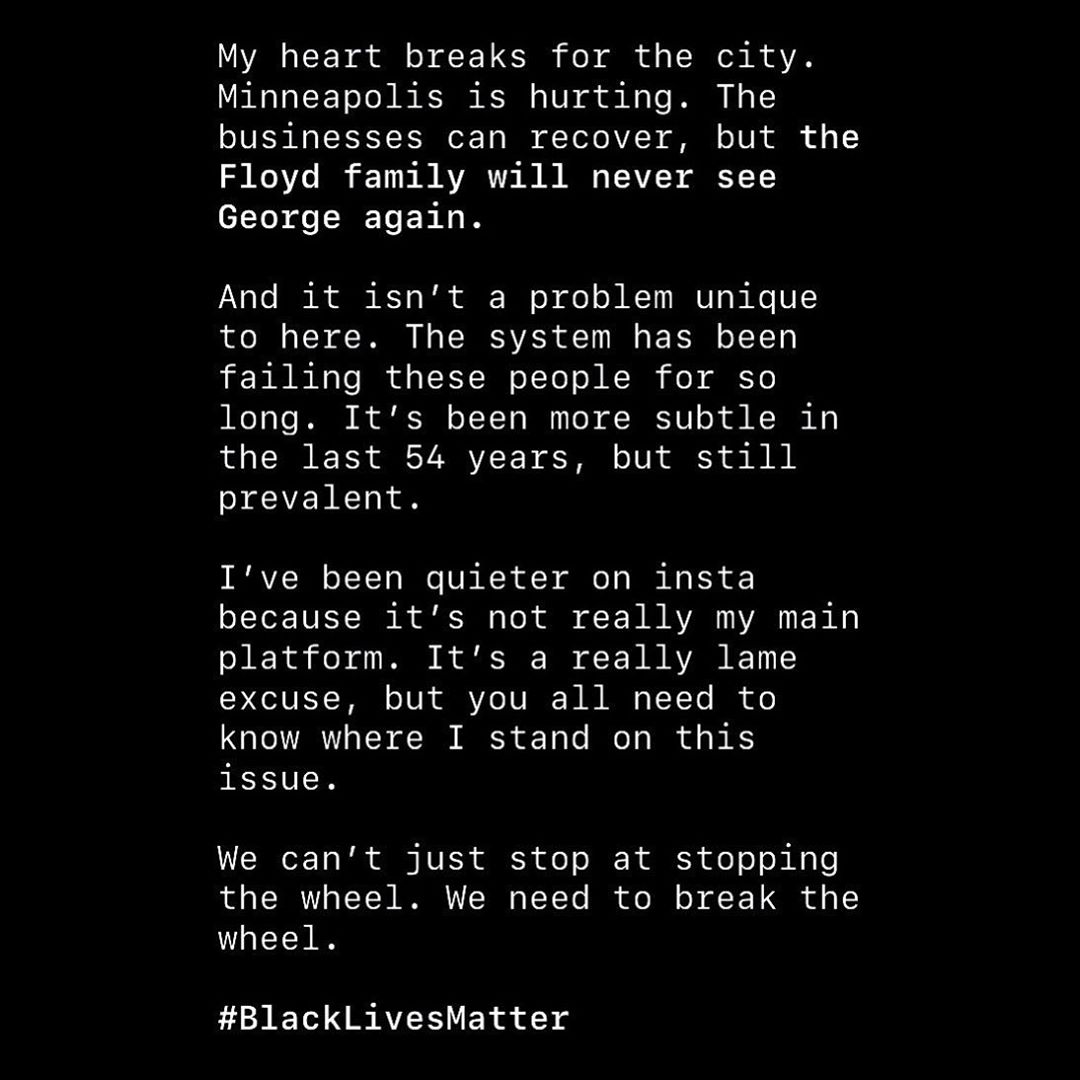 My heart breaks for the city.
Minneapolis is hurting. The
businesses can recover, but the
Floyd family will never see
George again.
And it isn’t a problem unique
to here. The system has been
failing these people for so
long. It’s been more subtle in
the last 54 years, but still
prevalent.
I’ve been quieter on insta
because it’s not really my main
platform. It’s a really lame
excuse, but you all need to
know where I stand on this
issue.
We can’t just stop at stopping
the wheel. We need to break the
wheel.
#BlackLivesMatter